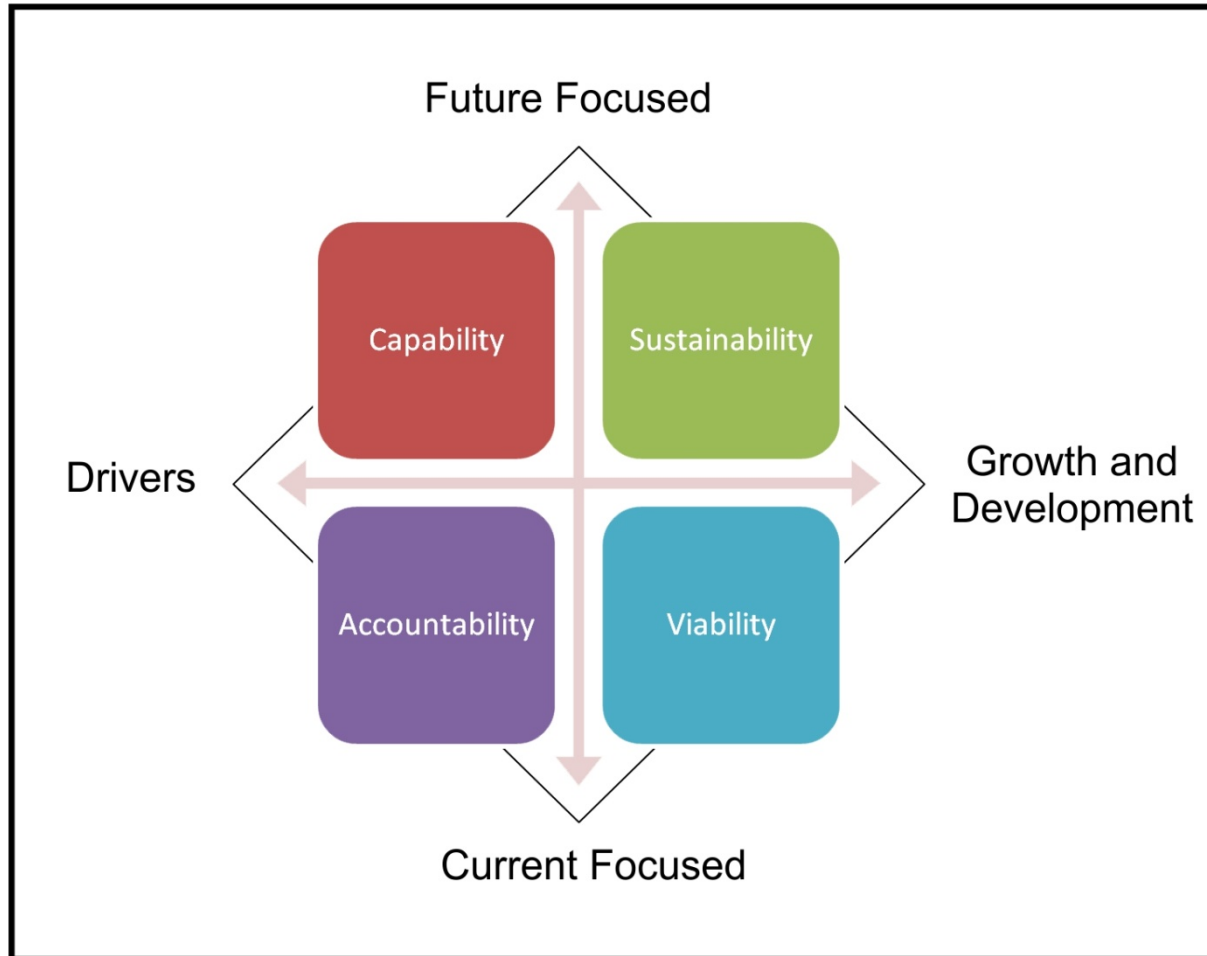 Future Focused
Capability
Sustainability
Drivers
Growth and
Development
Accountability
Viability
Current Focused